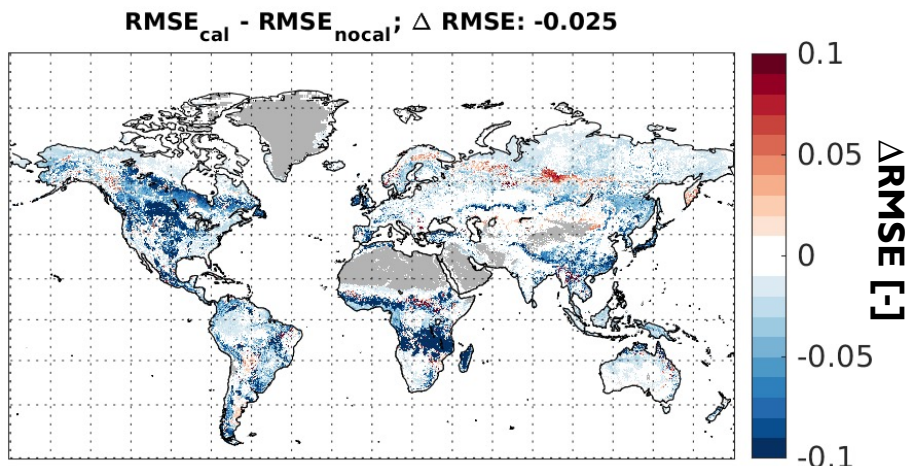 RMSEcal - RMSEnocal; Δ RMSE: -0.025
0.1
0.05
0
-0.05
-0.1
ΔRMSE [-]